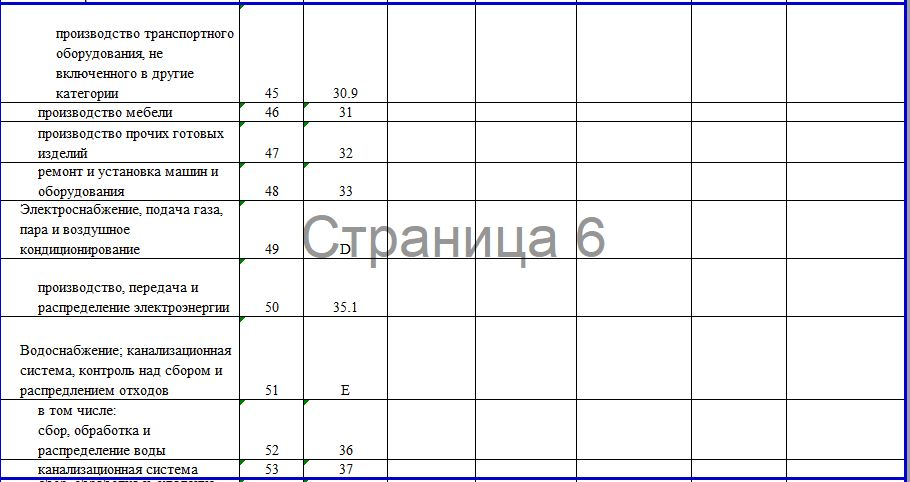 производство транспортного
оборудования, не
включенного в другие
категории 45 30.9
производство мебели 46 31
производство прочих готовых
изделий 47 32
ремонт и установка машин и
оборудования 48 33
Электроснабжение, подача газа,
пара и воздушное
кондиционирование 49 D
Страница 6
производство, передача и
распределение электроэнергии 50 35.1
Водоснабжение; канализационная
система, контроль над сбором и
распредлением отходов 51 E
в том числе:
сбор, обработка и
распределение воды 52 36
канализационная система 53 37